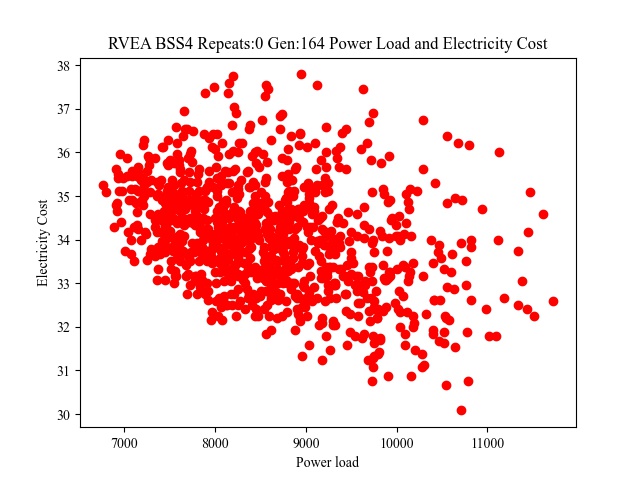 RVEA BSS4 Repeats:0 Gen:164 Power Load and Electricity Cost
38
37
36
35
34
33
32
31
30
Electricity Cost
7000 8000 9000 10000 11000
Power load